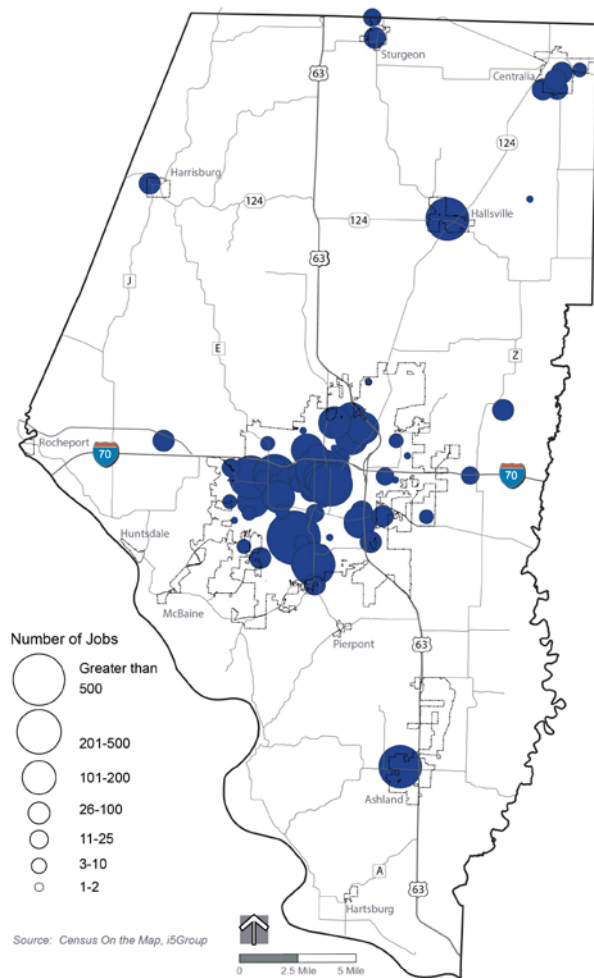 Sturgeon
63
Centralia
124
Harrisburg
124
124
Hallsville
63
J
E
Z
Rocheport
70
70
Huntsdale
McBaine
Pierpont
63
Number of Jobs
Greater than
500
201-500
101-200
26-100
11-25
3-10
1-2
Ashland
A
63
Hartsburg
Source: Census On the Map, i5Group
0 2.5 Mile 5 Mile